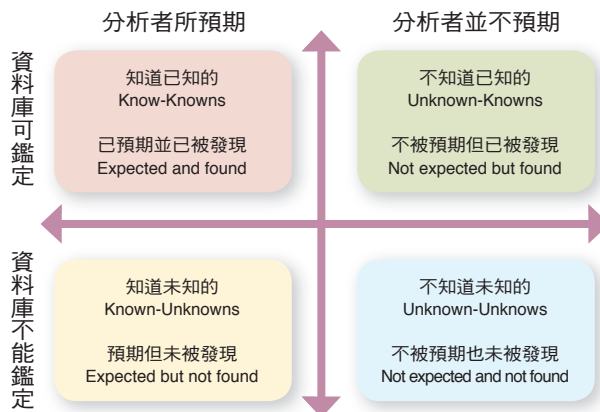 分析者所預期
分析者並不預期
資料庫可鑑定
知道已知的
Know-Knowns
已預期並已被發現
Expected and found
不知道已知的
Unknown-Knowns
不被預期但已被發現
Not expected but found
資料庫不能鑑定
知道未知的
Known-Unknowns
預期但未被發現
Expected but not found
不知道未知的
Unknown-Unknows
不被預期也未被發現
Not expected and not found